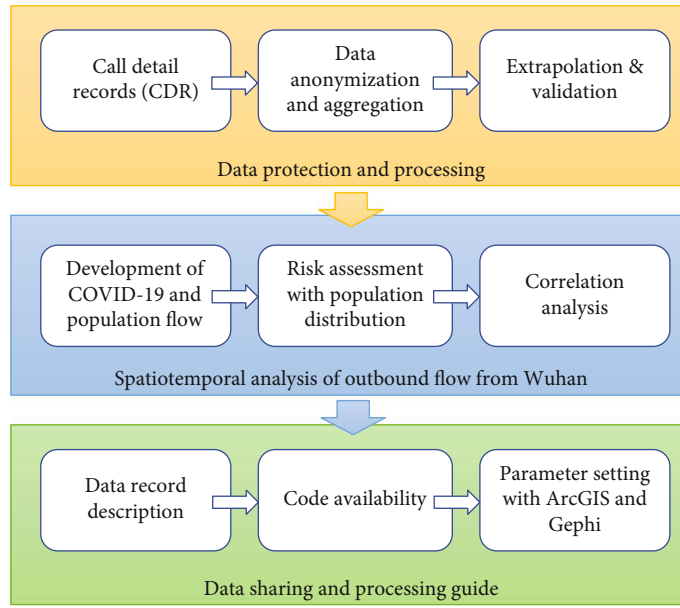 Call detail
records (CDR)
Data
anonymization
and aggregation
Extrapolation &
validation
Data protection and processing
Development of
COVID-19 and
population flow
Risk assessment
with population
distribution
Correlation
analysis
Spatiotemporal analysis of outbound flow from Wuhan
Data record
description
Code availability
Parameter setting
with ArcGIS and
Gephi
Data sharing and processing guide